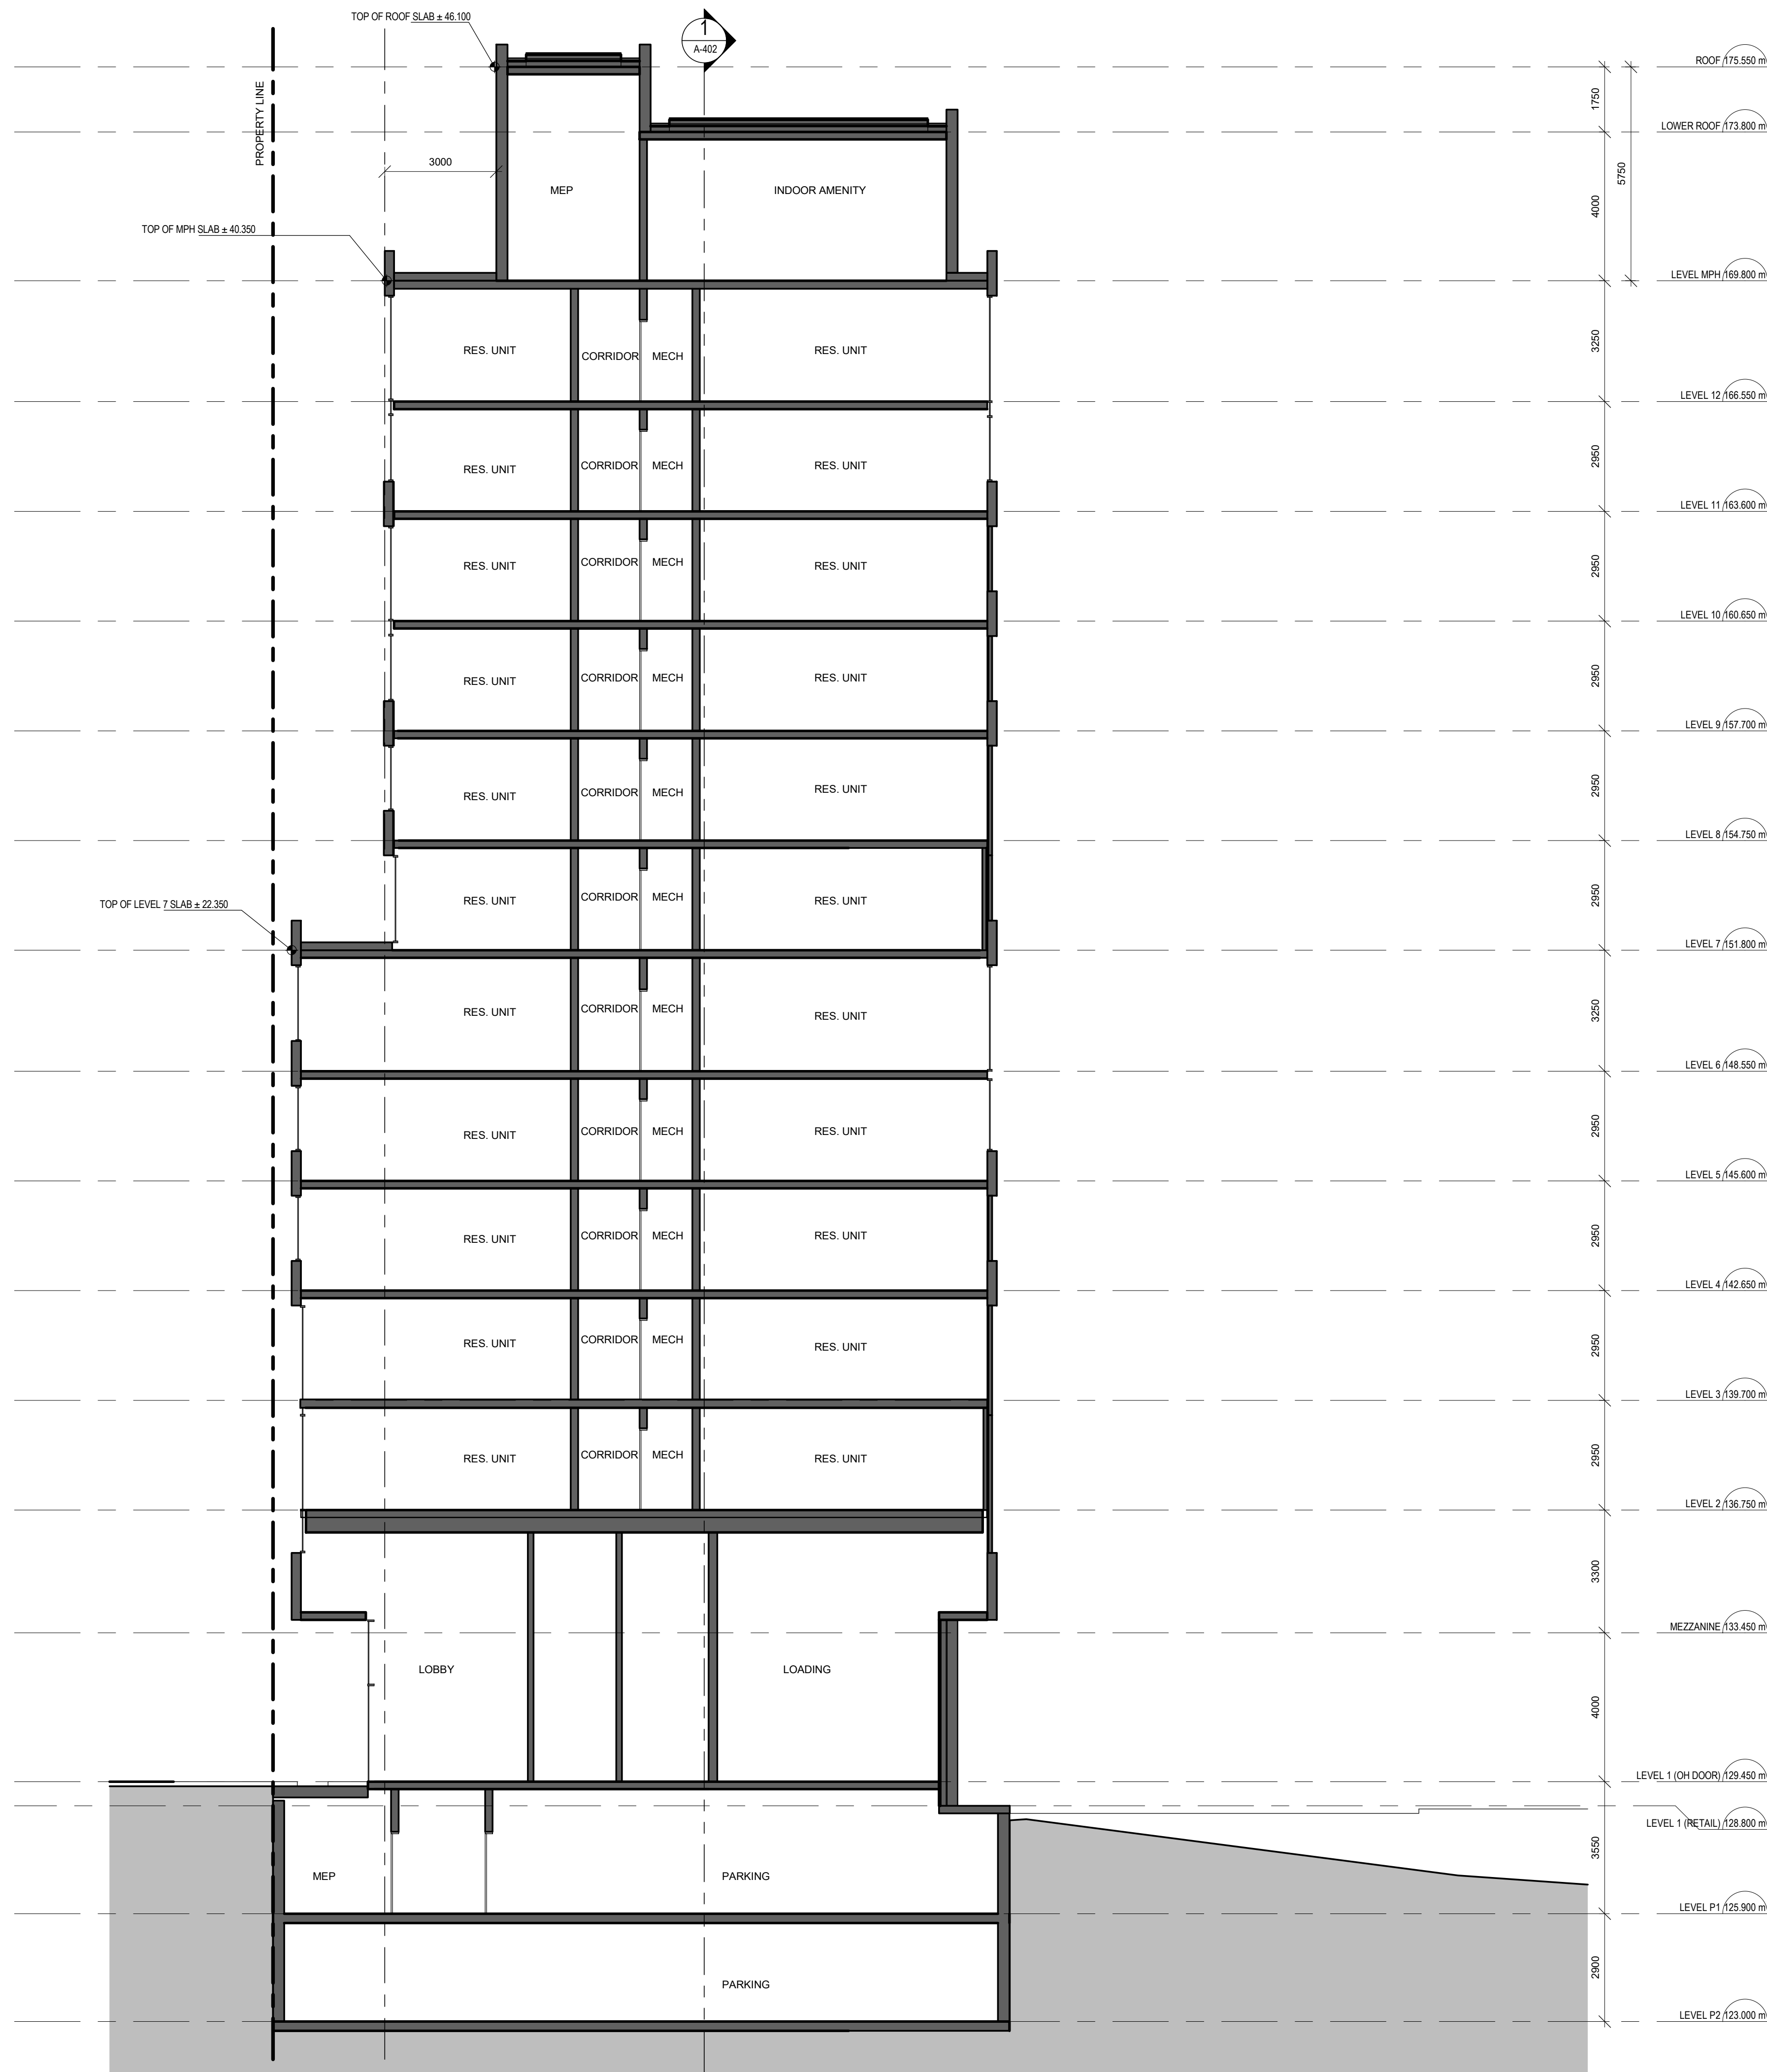 TOP OF ROOF SLAB ± 46.100
1
A-402
ROOF 175.550 m
PROPERTY LINE
1750
LOWER ROOF 173.800 m
3000
5750
MEP
INDOOR AMENITY
4000
TOP OF MPH SLAB ± 40.350
LEVEL MPH 169.800 m
RES. UNIT CORRIDOR MECH RES. UNIT
3250
LEVEL 12 166.550 m
RES. UNIT CORRIDOR MECH RES. UNIT
2950
LEVEL 11 163.600 m
RES. UNIT CORRIDOR MECH RES. UNIT
2950
LEVEL 10 160.650 m
RES. UNIT CORRIDOR MECH RES. UNIT
2950
LEVEL 9 157.700 m
RES. UNIT CORRIDOR MECH RES. UNIT
2950
LEVEL 8 154.750 m
RES. UNIT CORRIDOR MECH RES. UNIT
2950
TOP OF LEVEL 7 SLAB ± 22.350
LEVEL 7 151.800 m
RES. UNIT CORRIDOR MECH RES. UNIT
3250
LEVEL 6 148.550 m
RES. UNIT CORRIDOR MECH RES. UNIT
2950
LEVEL 5 145.600 m
RES. UNIT CORRIDOR MECH RES. UNIT
2950
LEVEL 4 142.650 m
RES. UNIT CORRIDOR MECH RES. UNIT
2950
LEVEL 3 139.700 m
RES. UNIT CORRIDOR MECH RES. UNIT
2950
LEVEL 2 136.750 m
3300
MEZZANINE 133.450 m
LOBBY
LOADING
4000
LEVEL 1 (OH DOOR) 129.450 m
LEVEL 1 (RETAIL) 128.800 m
3550
MEP
PARKING
LEVEL P1 125.900 m
2900
PARKING
LEVEL P2 123.000 m